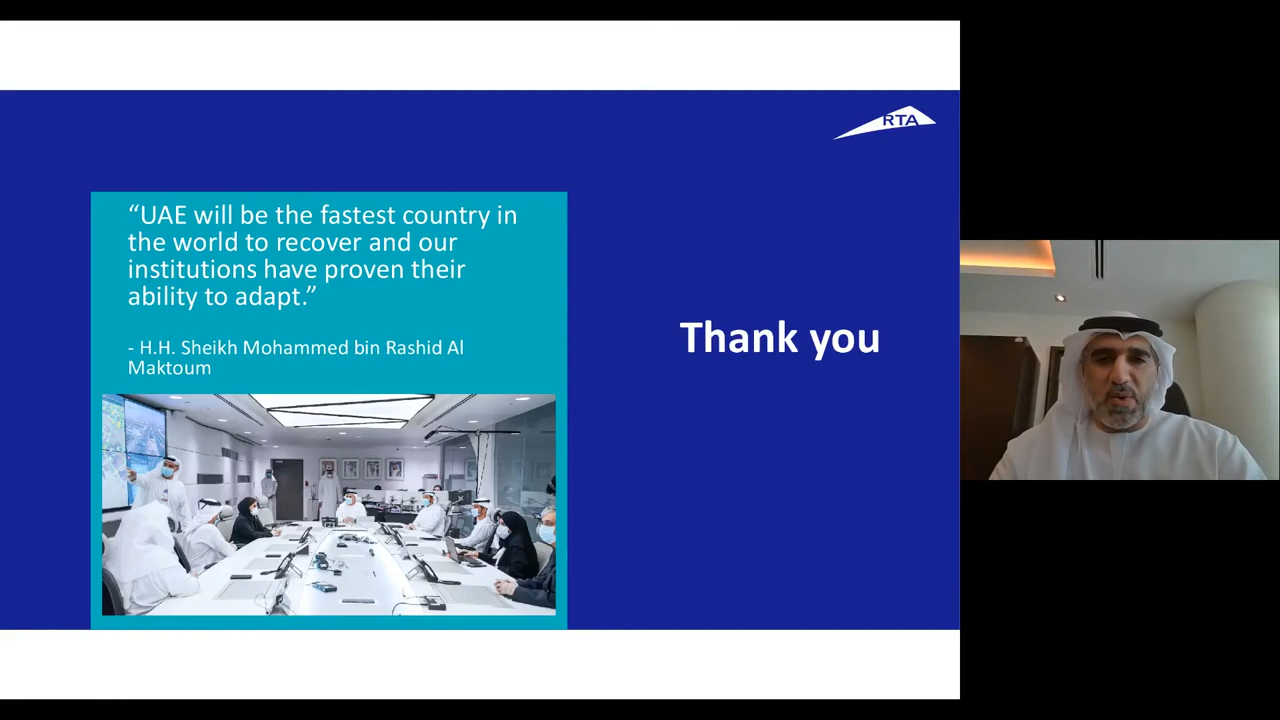 RTA
“UAE will be the fastest country in
the world to recover and our
institutions have proven their
ability to adapt.”
- H.H. Sheikh Mohammed bin Rashid Al
Maktoum
Thank you